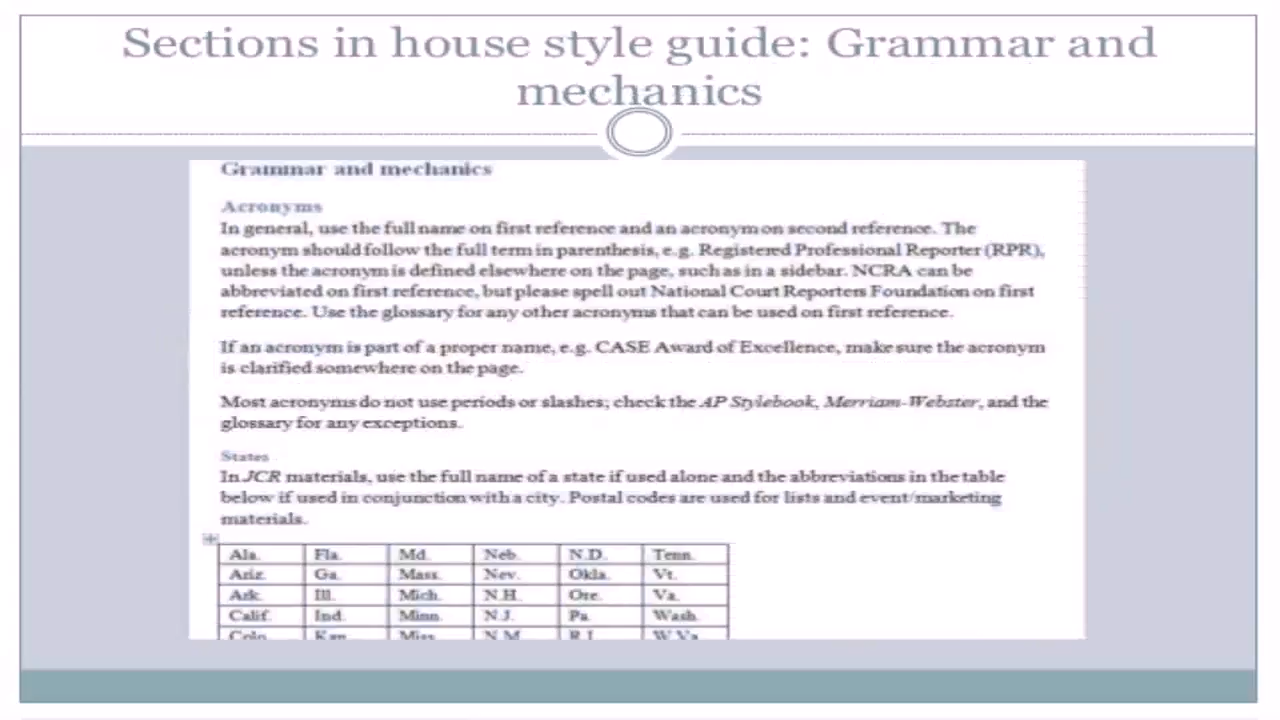 Sections in house style guide: Grammar and
mechanics
Grammar and mechanics
Acronyms
In general, use the full name on first reference and an acronym on second reference. The
acronym should follow the full term in parenthesis, e.g. Registered Professional Reporter (RPR),
unless the acronym is defined elsewhere on the page, such as in a sidebar. NCRA can be
abbreviated on first reference, but please spell out National Court Reporters Foundation on first
reference. Use the glossary for any other acronyms that can be used on first reference.
If an acronym is part of a proper name, e.g. CASE Award of Excellence, make sure the acronym
is clarified somewhere on the page.
Most acronyms do not use periods or slashes; check the AP Stylebook, Merriam-Webster, and the
glossary for any exceptions.
States
In JCR materials, use the full name of a state if used alone and the abbreviations in the table
below if used in conjunction with a city. Postal codes are used for lists and event/marketing
materials.
Ala. Fla. Md. Neb. N.D. Tenn.
Ariz. Ga. Mass. Nev. Okla. Vt.
Ark. Ill. Mich. N.H. Ore. Va.
Calif. Ind. Minn. N.J. Pa. Wash.
Colo. Kan. Miss. N.M. R.I. W.Va.